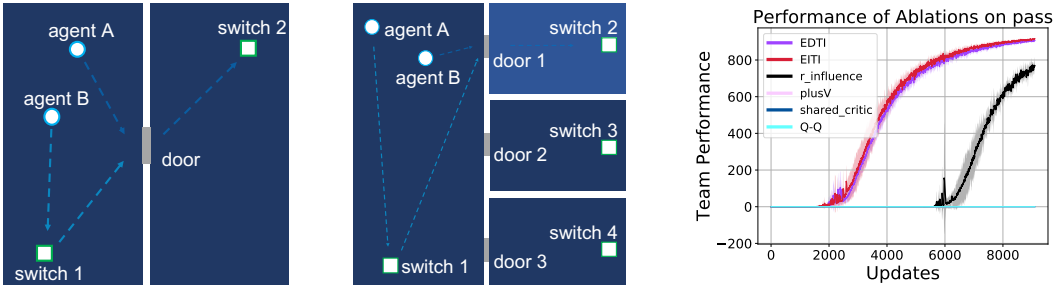 agent A
switch 2
agent B
door
switch 1
agent A
switch 2
agent B
door 1
switch 3
door 2
switch 4
switch 1
door 3
Performance of Ablations on pass
EDTI
EITI
r_influence
plusV
shared_critic
Q-Q
Team Performance
800
600
400
200
0
−200
0 2000 4000 6000 8000
Updates